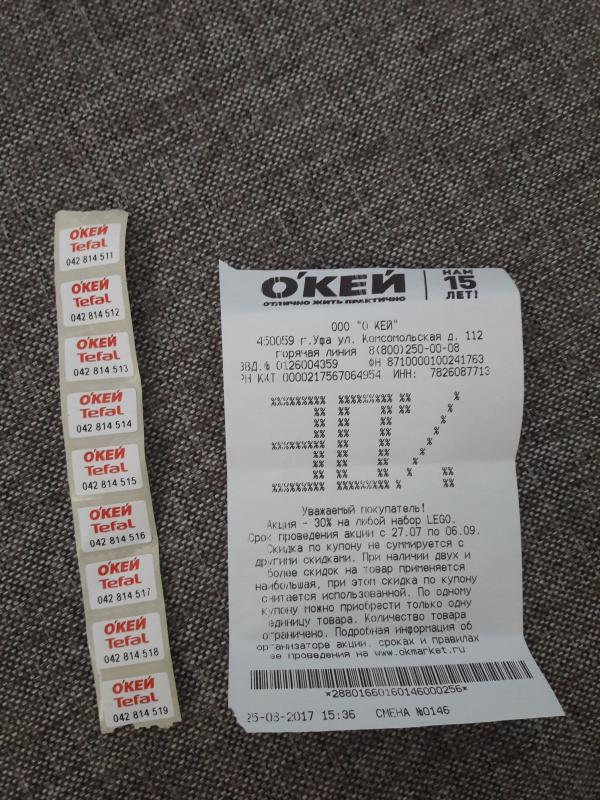 О'КЕЙ
Tefal
042 814 511
О'КЕЙ
Tefal
042 814 512
О'КЕЙ
Tefal
042 814 513
О'КЕЙ
Tefal
042 814 514
О'КЕЙ
Tefal
042 814 515
О'КЕЙ
Tefal
042 814 516
О'КЕЙ
Tefal
042 814 517
О'КЕЙ
Tefal
042 814 518
О'КЕЙ
Tefal
042 814 519
О'КЕЙ
ОТЛИЧНО ЖИТЬ ПРАКТИЧНО
НАМ
15
ЛЕТ!
ООО "О КЕЙ"
450059 г.Уфа ул. Комсомольская д. 112
горячая линия 8(800)250-00-08
ЗВД.№ 0126004359 ФН 8710000100241763
РН ККТ 0000217567064954 ИНН: 7826087713
30%
Уважаемый покупатель!
Акция - 30% на любой набор LEGO.
Срок проведения акции с 27.07 по 06.09.
Скидка по купону не суммируется с
другими скидками. При наличии двух и
более скидок на товар применяется
наибольшая, при этом скидка по купону
считается использованной. По одному
купону можно приобрести только одну
единицу товара. Количество товара
ограничено. Подробная информация об
организаторе акции, сроках и правилах
ее проведения на www.okmarket.ru
*2880166016014600025б*
25-08-2017 15:36 СМЕНА №0146